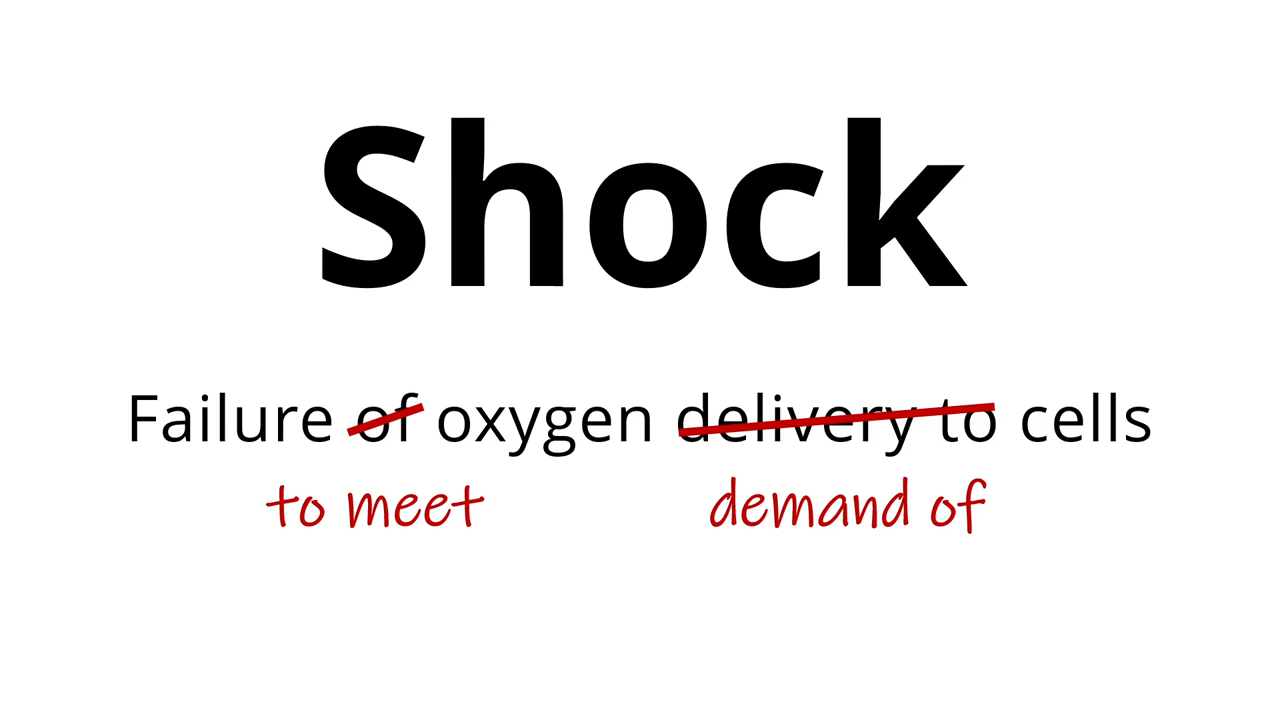 Shock
Failure of oxygen delivery to cells
to meet demand of